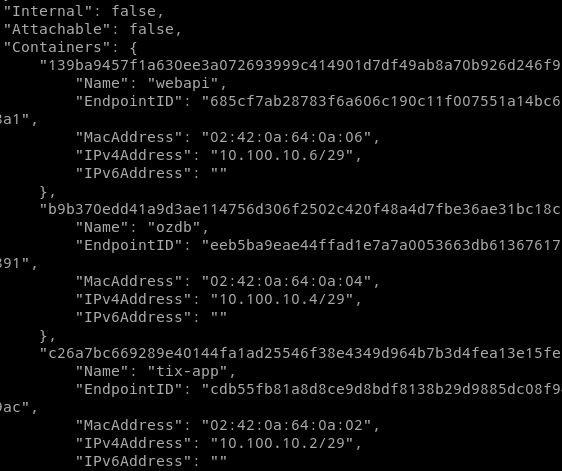 "Internal": false,
"Attachable": false,
"Containers": {
"139ba9457f1a630ee3a072693999c414901d7df49ab8a70b926d246f9
"Name": "webapi",
"EndpointID": "685cf7ab28783f6a606c190c11f007551a14bc6
3a1",
"MacAddress": "02:42:0a:64:0a:06",
"IPv4Address": "10.100.10.6/29",
"IPv6Address": ""
},
"b9b370edd41a9d3ae114756d306f2502c420f48a4d7fbe36ae31bc18c
"Name": "ozdb",
"EndpointID": "eeb5ba9eae44ffad1e7a7a0053663db61367617
391",
"MacAddress": "02:42:0a:64:0a:04",
"IPv4Address": "10.100.10.4/29",
"IPv6Address": ""
},
"c26a7bc669289e40144fa1ad25546f38e4349d964b7b3d4fea13e15fe
"Name": "tix-app",
"EndpointID": "cdb55fb81a8d8ce9d8bdf8138b29d9885dc08f9
9ac",
"MacAddress": "02:42:0a:64:0a:02",
"IPv4Address": "10.100.10.2/29",
"IPv6Address": ""